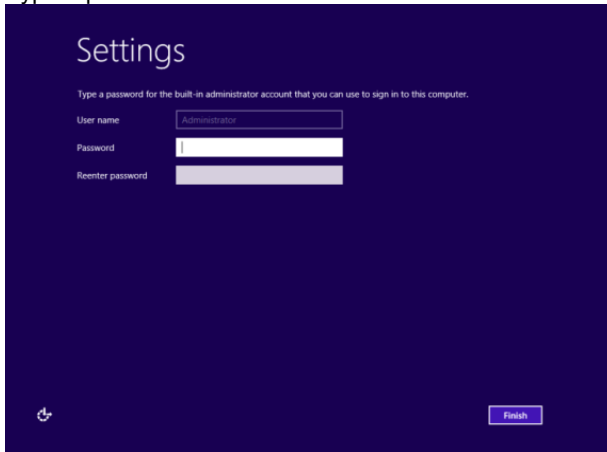 Settings
Type a password for the built-in administrator account that you can use to sign in to this computer.
User name
Administrator
Password
Reenter password
Finish